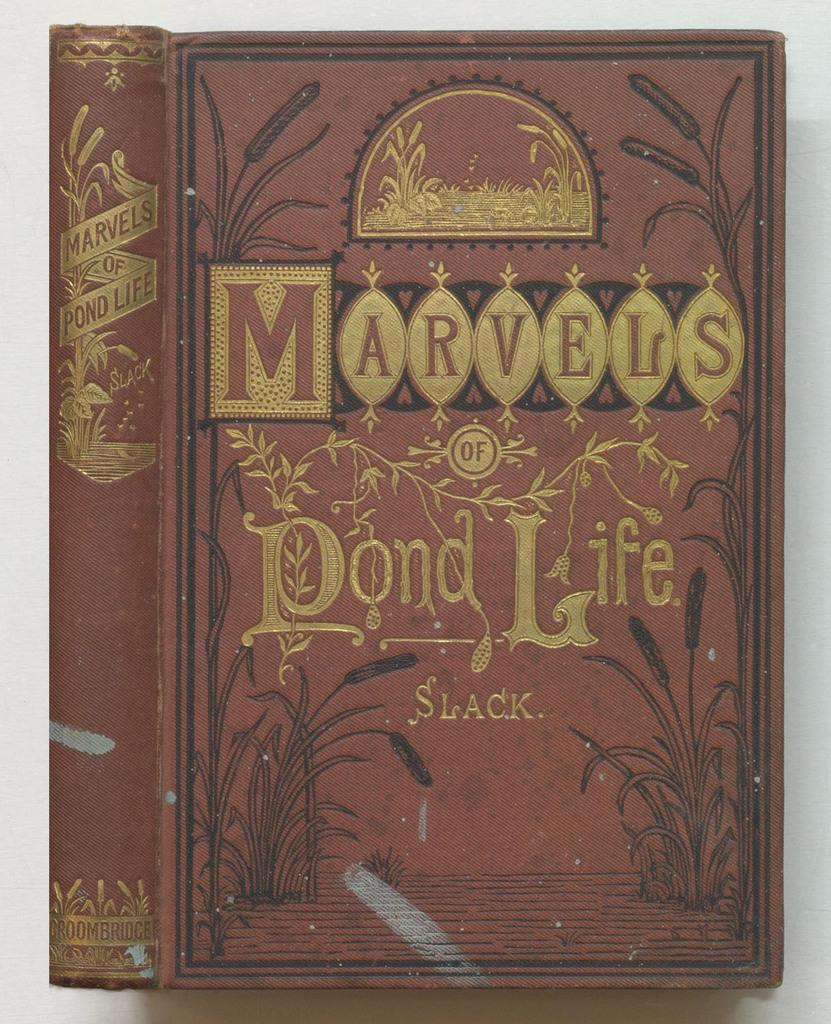 MARVELS
OF
POND LIFE
SLACK
GROOMBRIDGE
MARVELS
OF
Pond Life.
SLACK.